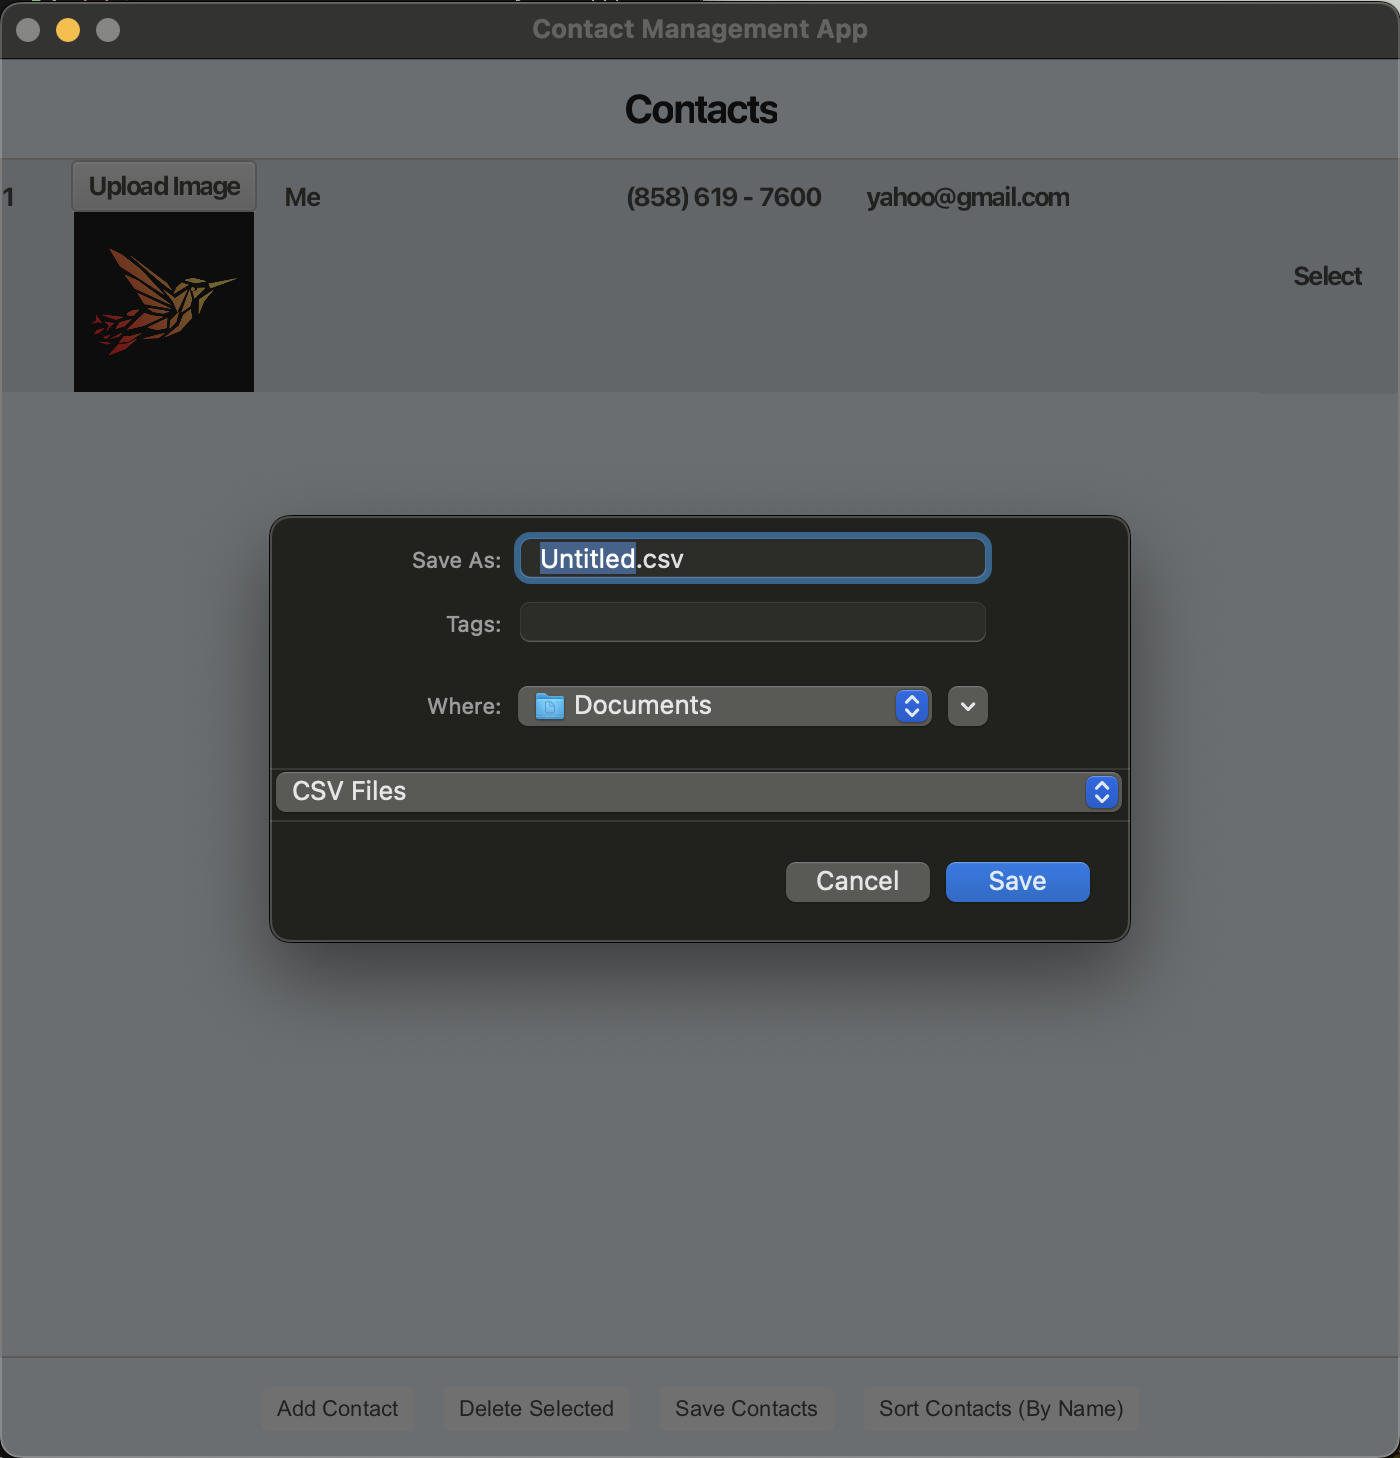 Contact Management App
Contacts
1
Upload Image
Me
(858) 619 - 7600
yahoo@gmail.com
Select
Save As:
Untitled.csv
Tags:
Where:
Documents
CSV Files
Cancel
Save
Add Contact
Delete Selected
Save Contacts
Sort Contacts (By Name)